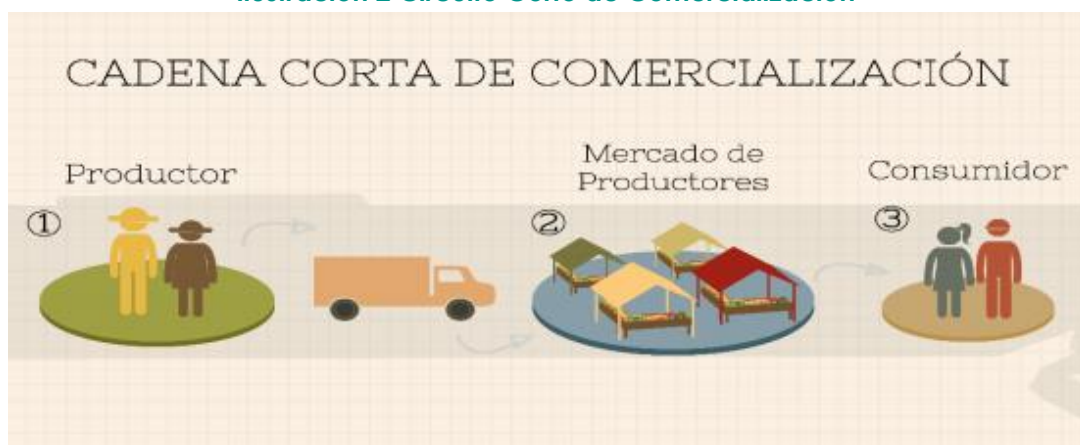 CADENA CORTA DE COMERCIALIZACIÓN
Productor
Mercado de
Productores
Consumidor
①
②
③